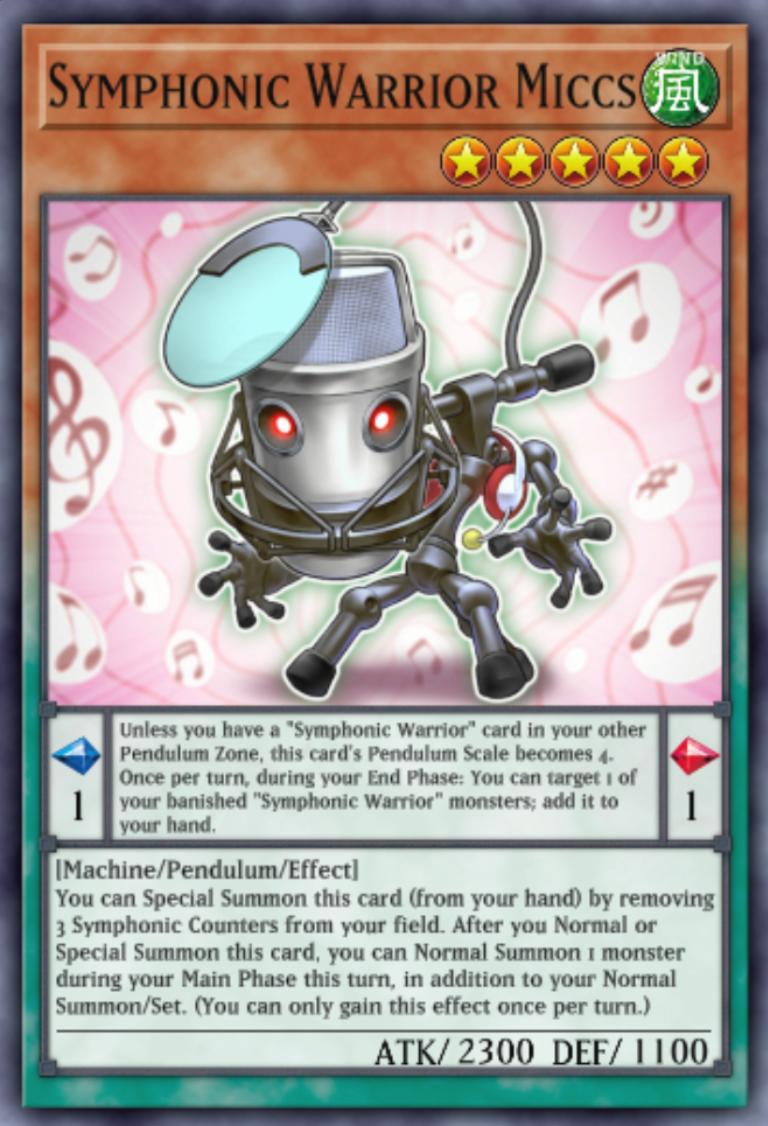 SYMPHONIC WARRIOR MICCS
WIND
風
Unless you have a "Symphonic Warrior" card in your other
Pendulum Zone, this card's Pendulum Scale becomes 4.
Once per turn, during your End Phase: You can target 1 of
your banished "Symphonic Warrior" monsters; add it to
your hand.
1
1
[Machine/Pendulum/Effect]
You can Special Summon this card (from your hand) by removing
3 Symphonic Counters from your field. After you Normal or
Special Summon this card, you can Normal Summon 1 monster
during your Main Phase this turn, in addition to your Normal
Summon/Set. (You can only gain this effect once per turn.)
ATK/ 2300 DEF/ 1100